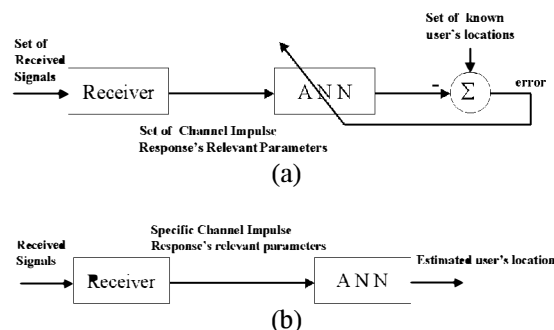 Set of
Received
Signals
Receiver
Set of Channel Impulse
Response's Relevant Parameters
ANN
-
Set of known
user's locations
Σ
error
(a)
Received
Signals
Receiver
Specific Channel Impulse
Response's relevant parameters
ANN
Estimated user's location
(b)